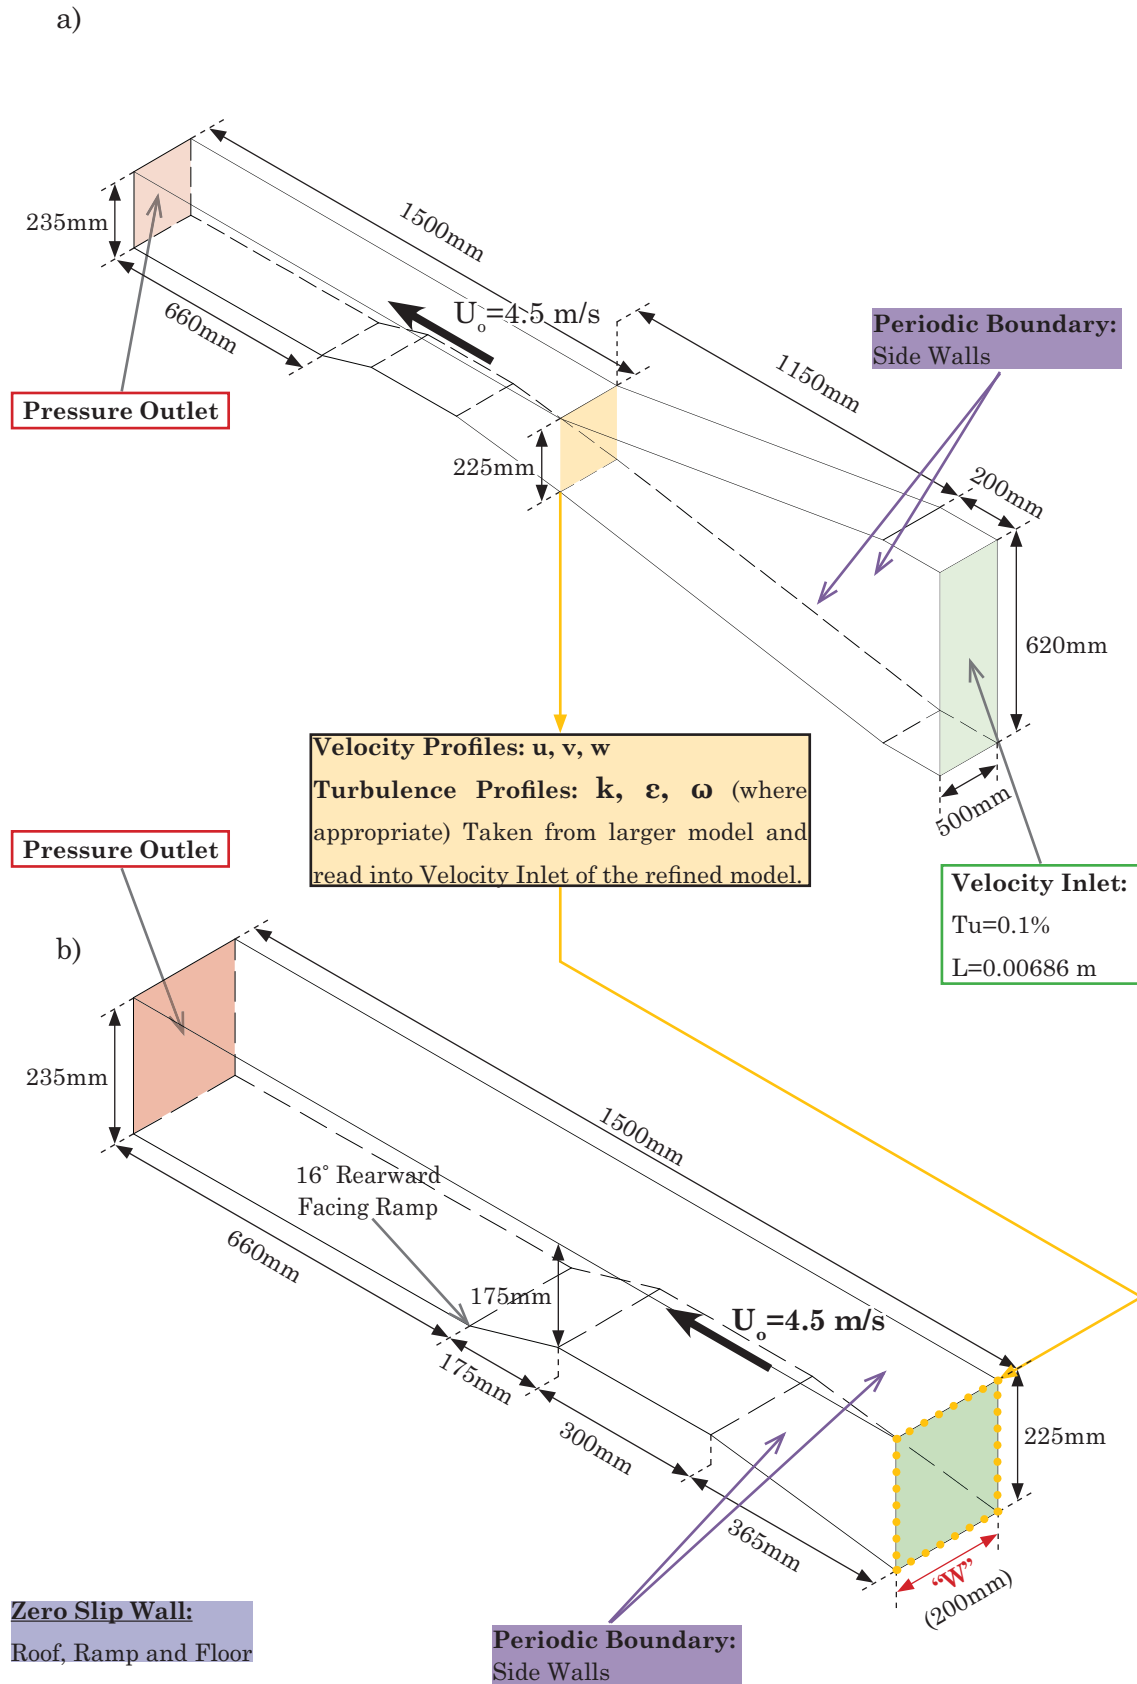 a)
235mm
1500mm
660mm
Uo=4.5 m/s
Periodic Boundary:
Side Walls
1150mm
Pressure Outlet
225mm
200mm
620mm
500mm
Velocity Profiles: u, v, w
Turbulence Profiles: k, ε, ω (where
appropriate) Taken from larger model and
read into Velocity Inlet of the refined model.
Velocity Inlet:
Tu=0.1%
L=0.00686 m
Pressure Outlet
b)
235mm
1500mm
16° Rearward
Facing Ramp
660mm
175mm
Uo=4.5 m/s
175mm
300mm
225mm
365mm
“W”
(200mm)
Zero Slip Wall:
Roof, Ramp and Floor
Periodic Boundary:
Side Walls